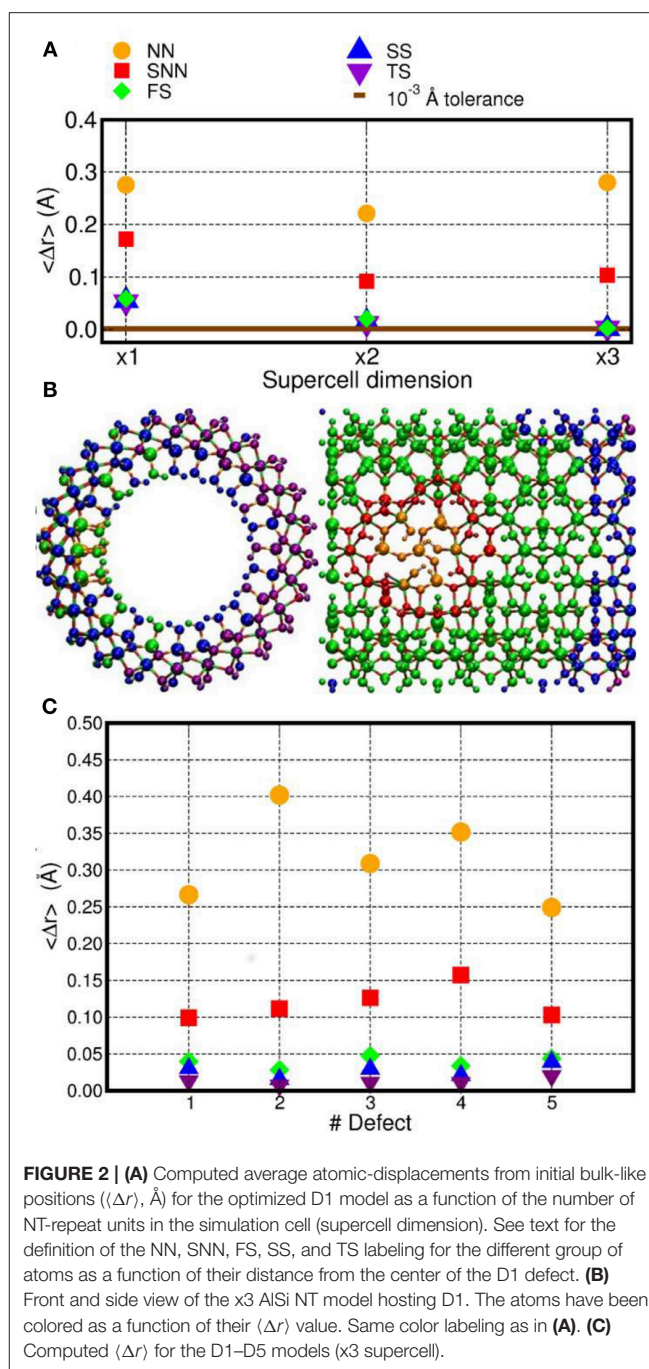 A
NN
SNN
FS
SS
TS
10⁻³ Å tolerance
0.4
0.3
0.2
0.1
0.0
<Δr> (A)
x1
x2
x3
Supercell dimension
B
C
0.50
0.45
0.40
0.35
0.30
0.25
0.20
0.15
0.10
0.05
0.00
<Δr> (Å)
1
2
3
4
5
# Defect
FIGURE 2 | (A) Computed average atomic-displacements from initial bulk-like
positions (⟨Δr⟩, Å) for the optimized D1 model as a function of the number of
NT-repeat units in the simulation cell (supercell dimension). See text for the
definition of the NN, SNN, FS, SS, and TS labeling for the different group of
atoms as a function of their distance from the center of the D1 defect. (B)
Front and side view of the x3 AlSi NT model hosting D1. The atoms have been
colored as a function of their ⟨Δr⟩ value. Same color labeling as in (A). (C)
Computed ⟨Δr⟩ for the D1–D5 models (x3 supercell).